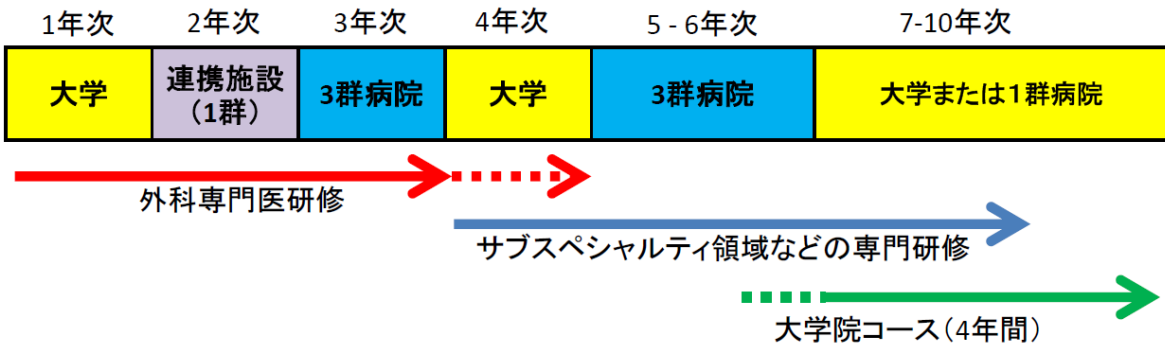 1年次 2年次 3年次 4年次 5 - 6年次 7-10年次
大学 連携施設（1群） 3群病院 大学 3群病院 大学または１群病院
外科専門医研修
サブスペシャルティ領域などの専門研修
大学院コース（4年間）